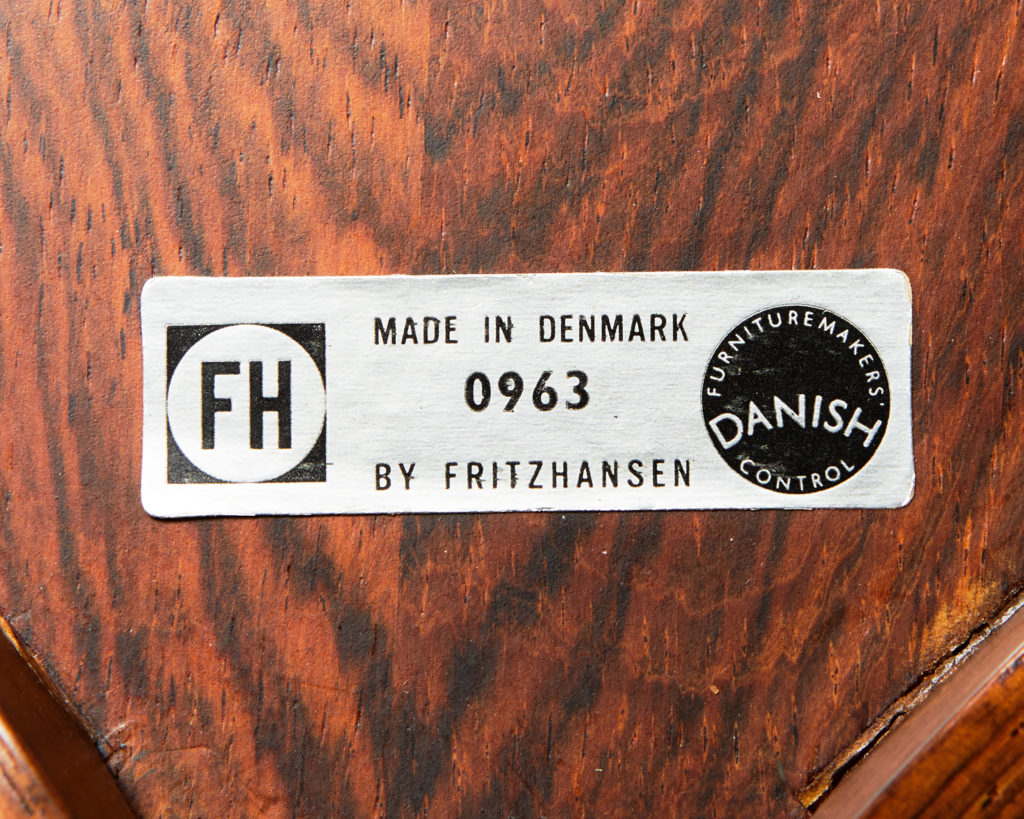 FH
MADE IN DENMARK
0963
BY FRITZHANSEN
FURNITUREMAKERS'
DANISH
CONTROL